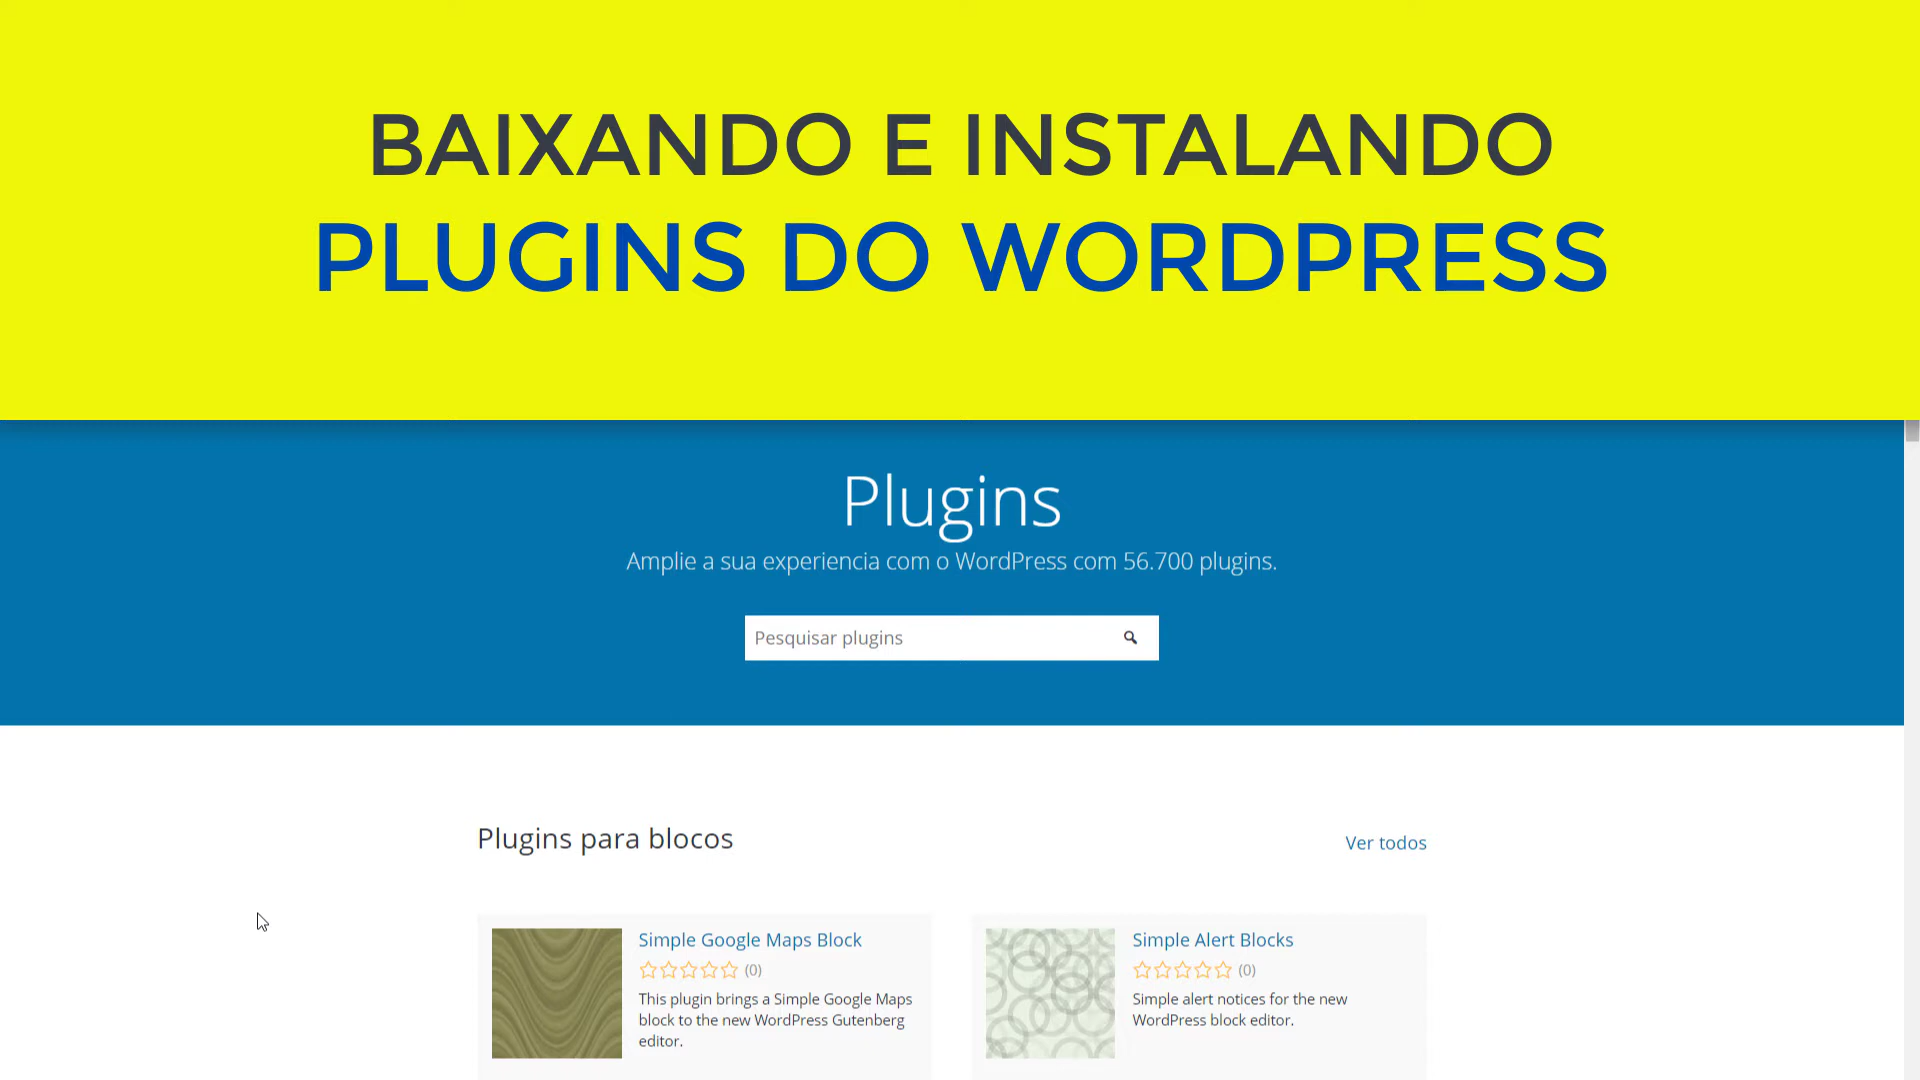 BAIXANDO E INSTALANDO
PLUGINS DO WORDPRESS
Plugins
Amplie a sua experiencia com o WordPress com 56.700 plugins.
Pesquisar plugins
Plugins para blocos
Ver todos
Simple Google Maps Block
(0)
This plugin brings a Simple Google Maps
block to the new WordPress Gutenberg
editor.
Simple Alert Blocks
(0)
Simple alert notices for the new
WordPress block editor.